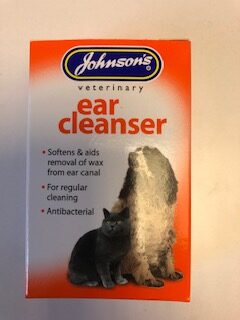 Johnson's
veterinary
ear
cleanser
• Softens & aids
removal of wax
from ear canal
• For regular
cleaning
• Antibacterial